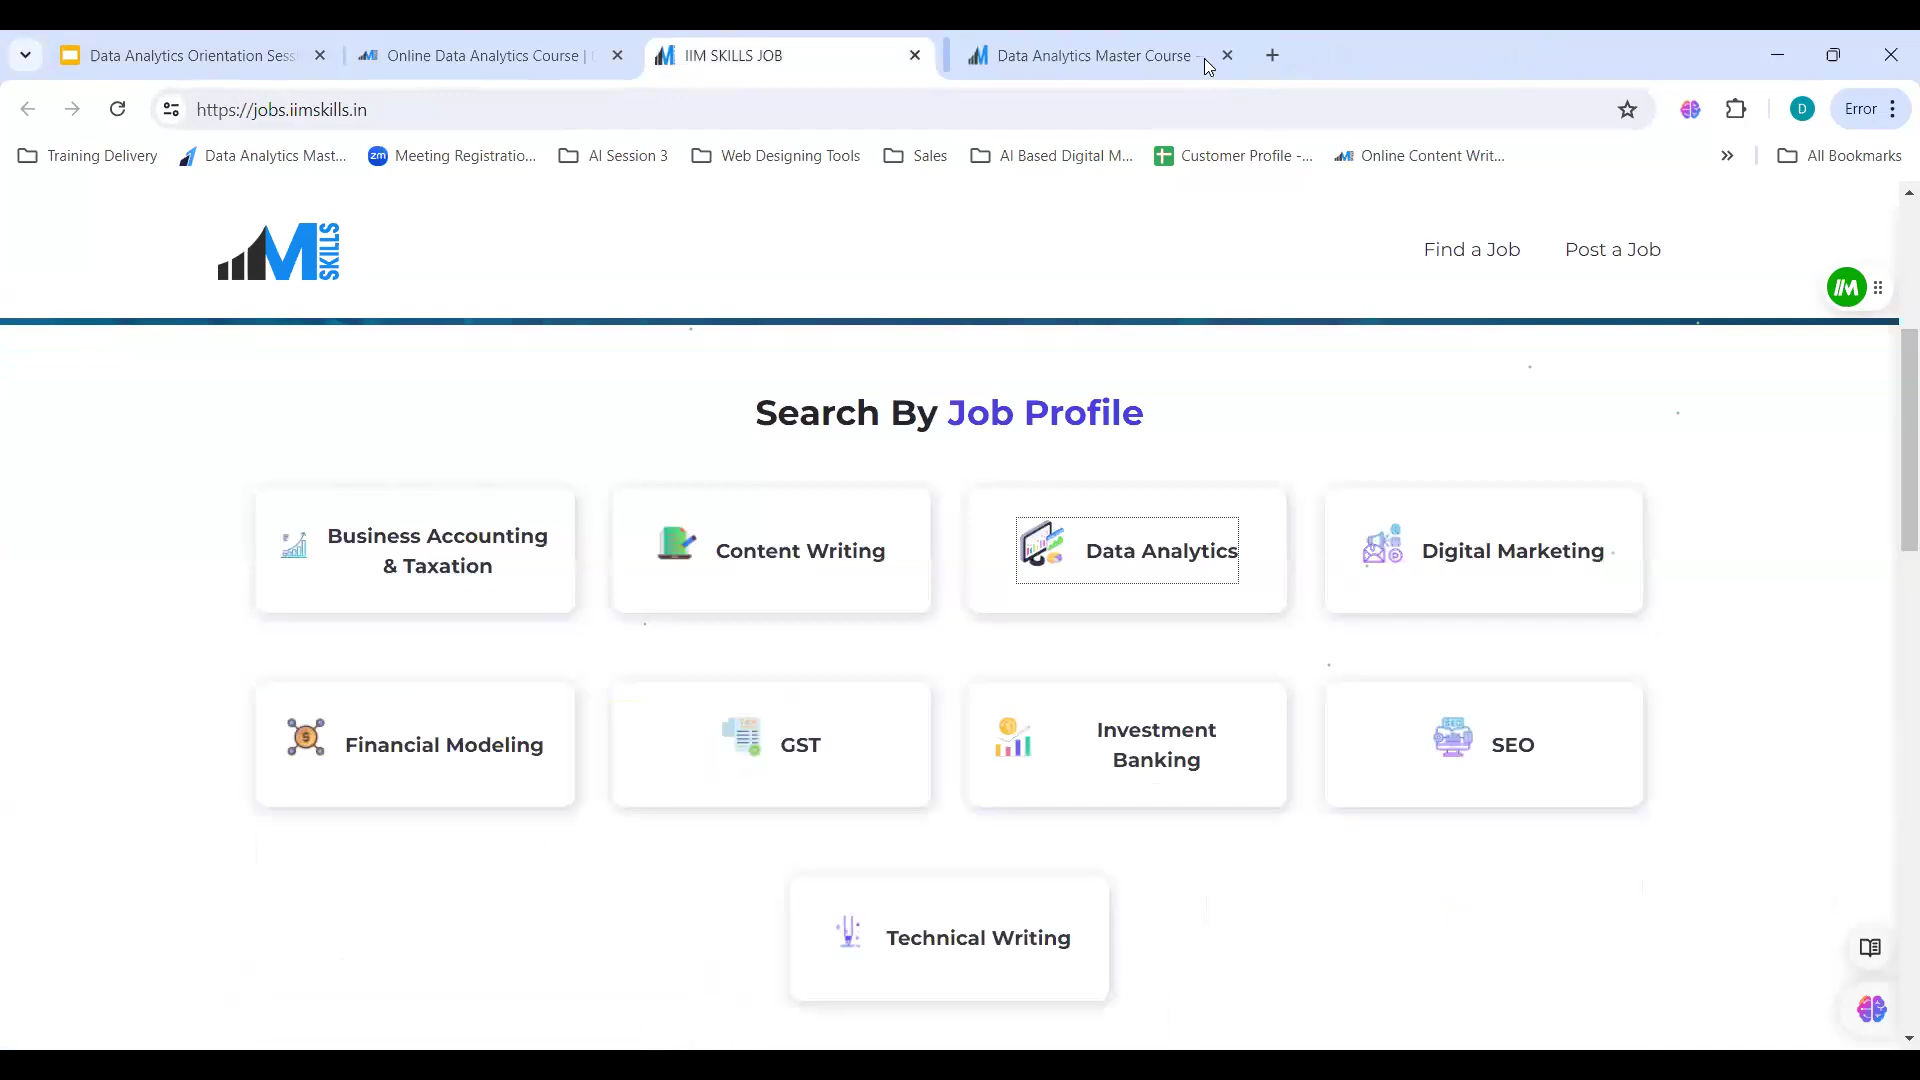 Data Analytics Orientation Sess
Online Data Analytics Course |
IIM SKILLS JOB
Data Analytics Master Course -
https://jobs.iimskills.in
D
Error
Training Delivery
Data Analytics Mast...
zm
Meeting Registratio...
AI Session 3
Web Designing Tools
Sales
AI Based Digital M...
Customer Profile -...
Online Content Writ...
All Bookmarks
IIM SKILLS
Find a Job
Post a Job
IIM
Search By Job Profile
Business Accounting
& Taxation
Content Writing
Data Analytics
Digital Marketing
Financial Modeling
GST
Investment
Banking
SEO
Technical Writing